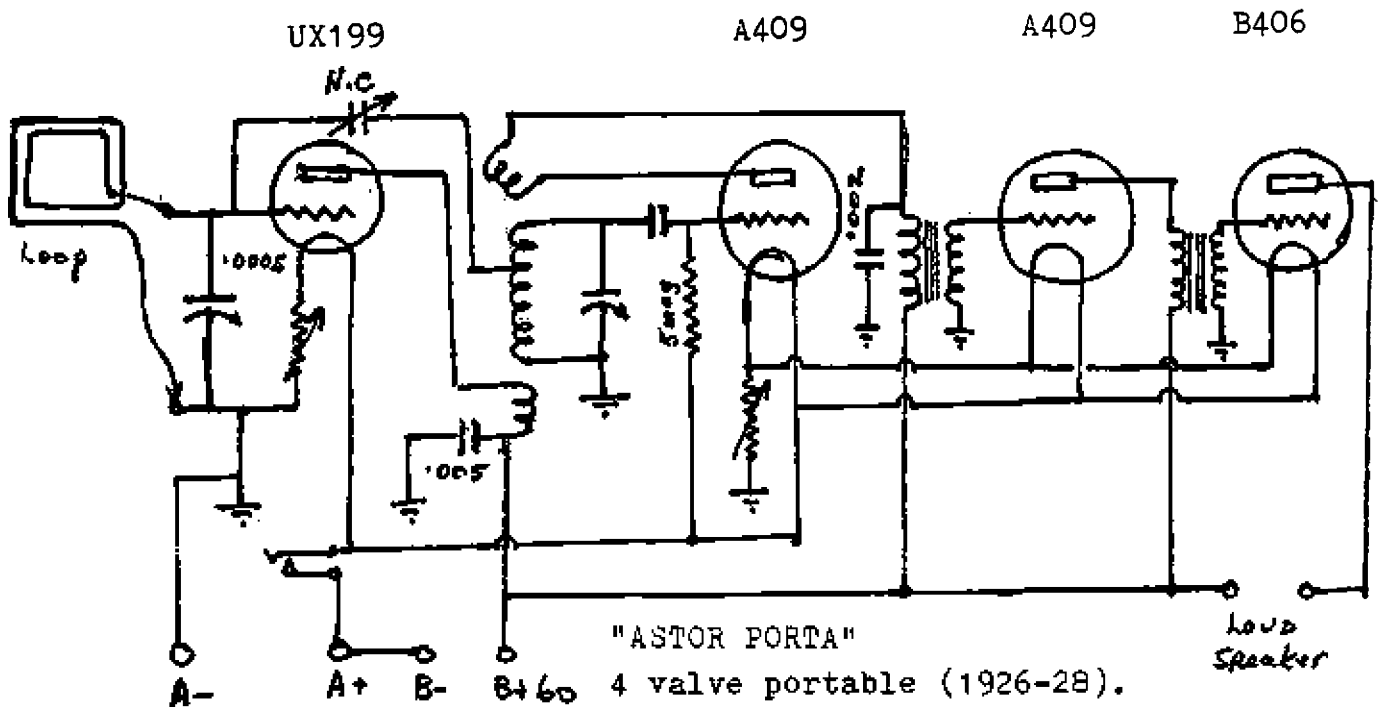 UX199
A409
A409
B406
N.C
Loop
.0005
5meg
.002
.005
"ASTOR PORTA"
Loud
Speaker
A-
A+
B-
B+60
4 valve portable (1926-28).